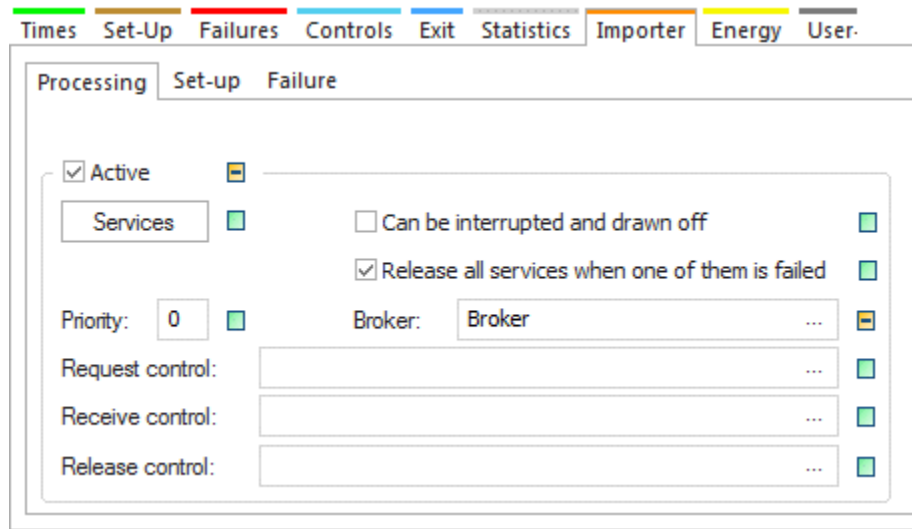 Times Set-Up Failures Controls Exit Statistics Importer Energy User-
Processing Set-up Failure
Active
Services Can be interrupted and drawn off
Release all services when one of them is failed
Priority: 0 Broker: Broker ...
Request control: ...
Receive control: ...
Release control: ...